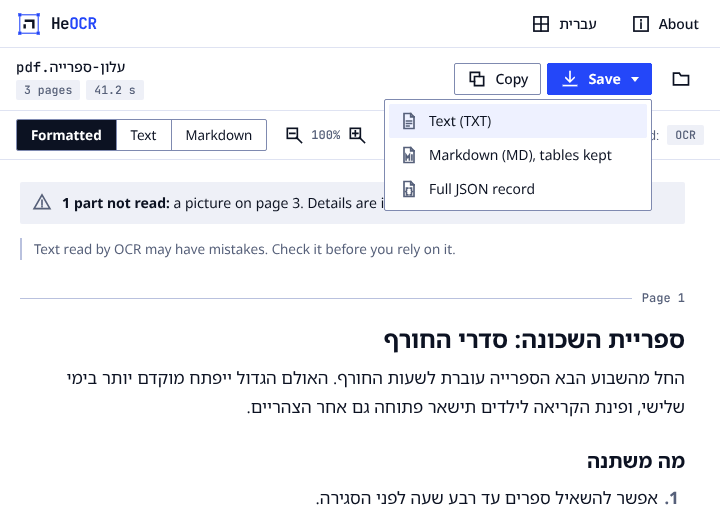 HeOCR
עברית
About
עלון-ספרייה.pdf
3 pages
41.2 s
Copy
Save
Text (TXT)
Markdown (MD), tables kept
Full JSON record
Formatted
Text
Markdown
100%
OCR
1 part not read: a picture on page 3. Details are
Text read by OCR may have mistakes. Check it before you rely on it.
Page 1
ספריית השכונה: סדרי החורף
החל מהשבוע הבא הספרייה עוברת לשעות החורף. האולם הגדול ייפתח מוקדם יותר בימי
שלישי, ופינת הקריאה לילדים תישאר פתוחה גם אחר הצהריים.
מה משתנה
1. אפשר להשאיל ספרים עד רבע שעה לפני הסגירה.